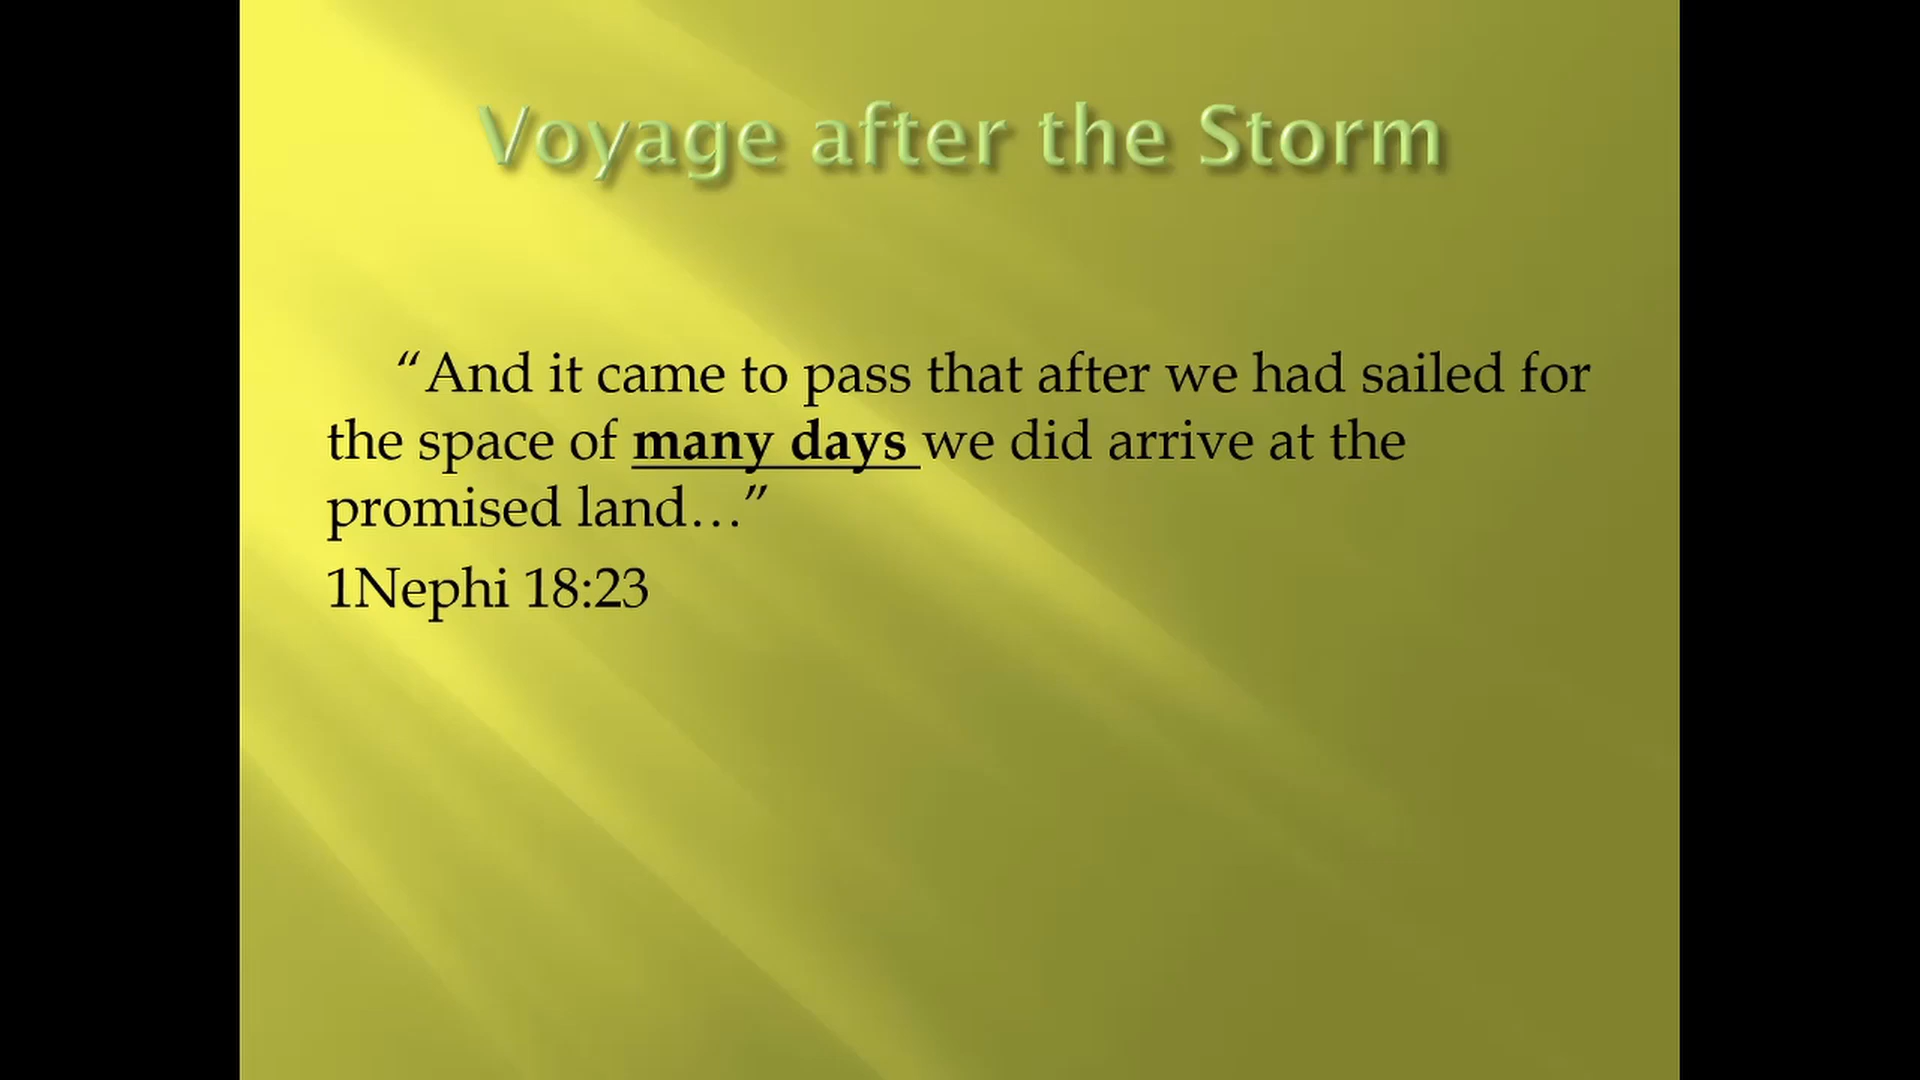 Voyage after the Storm
“And it came to pass that after we had sailed for
the space of many days we did arrive at the
promised land…”
1Nephi 18:23